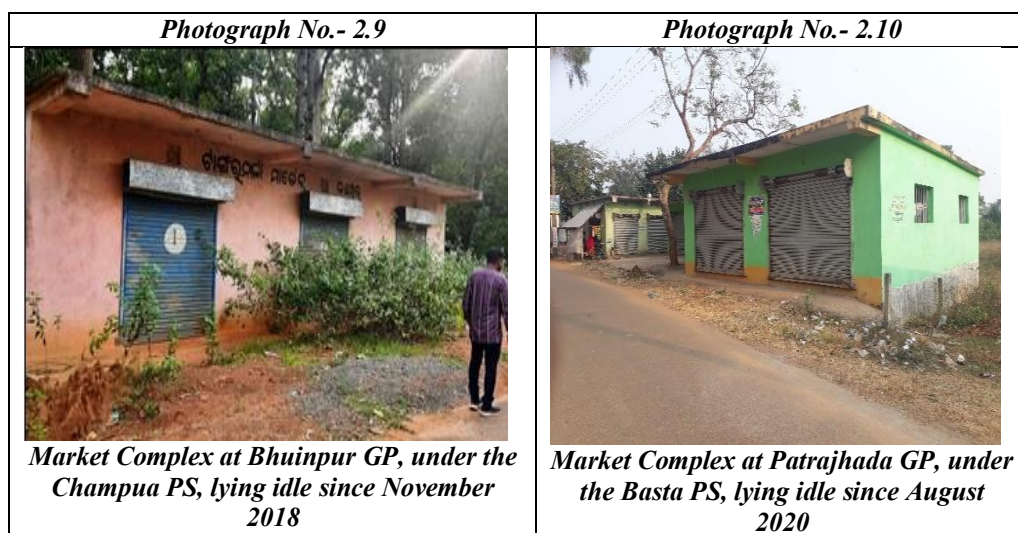 Photograph No.- 2.9
Photograph No.- 2.10
ମାର୍କେଟ
1
Market Complex at Bhuinpur GP, under the
Champua PS, lying idle since November
2018
Market Complex at Patrajhada GP, under
the Basta PS, lying idle since August
2020